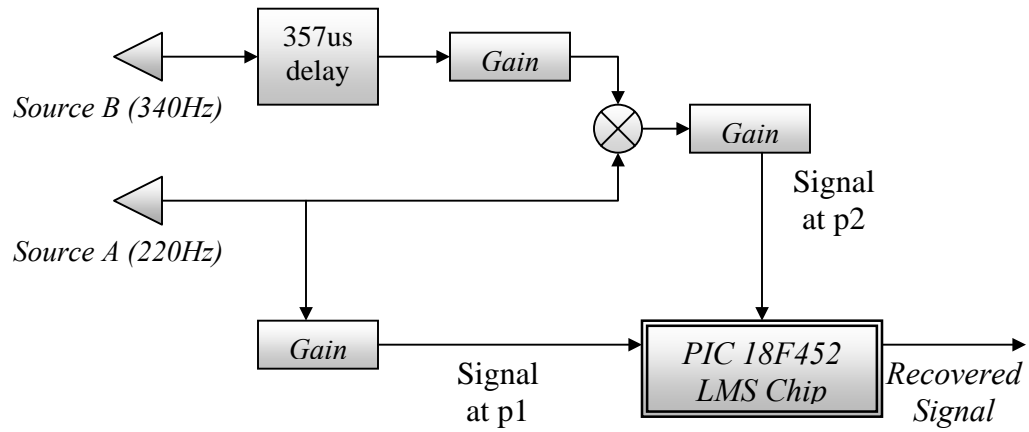 357us
delay
Gain
Source B (340Hz)
Gain
Signal
at p2
Source A (220Hz)
Gain
Signal
at p1
PIC 18F452
LMS Chip
Recovered
Signal